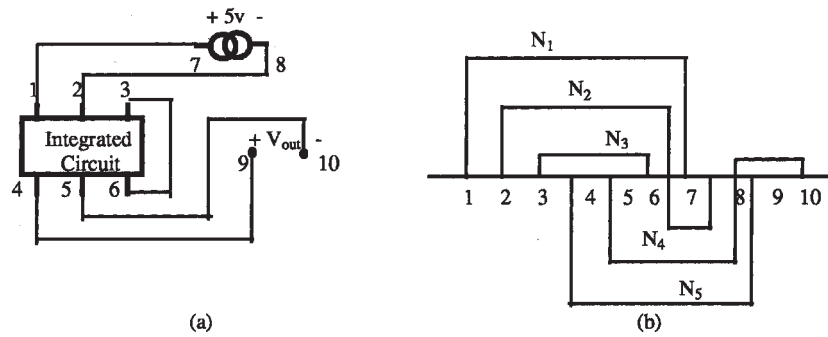 + 5v -
7
8
1 2 3
Integrated
Circuit
4 5 6
+ Vout -
9 10
(a)
N1
N2
N3
1 2 3 4 5 6 7 8 9 10
N4
N5
(b)